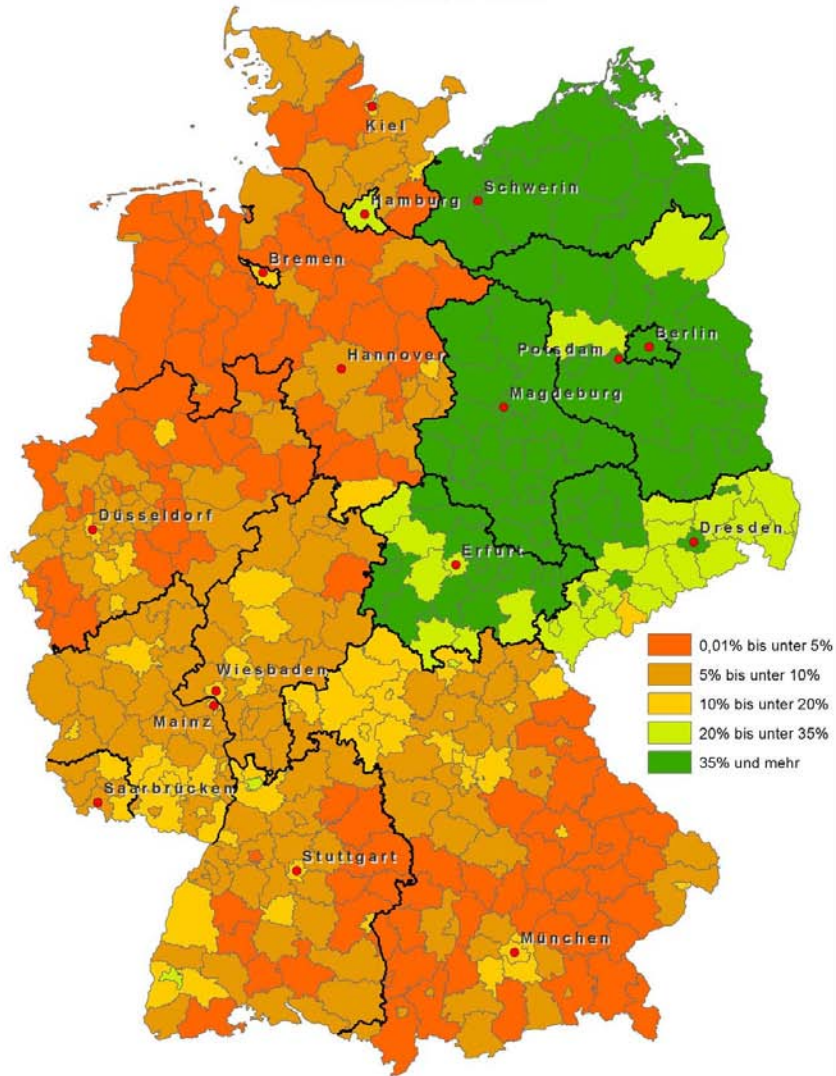 Kiel
Schwerin
Hamburg
Bremen
Berlin
Hannover
Potsdam
Magdeburg
Düsseldorf
Dresden
Erfurt
0,01% bis unter 5%
5% bis unter 10%
10% bis unter 20%
20% bis unter 35%
35% und mehr
Wiesbaden
Mainz
Saarbrücken
Stuttgart
München